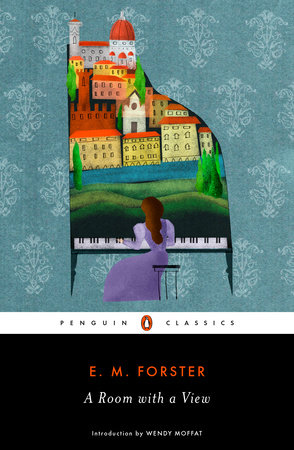 PENGUIN CLASSICS
E. M. FORSTER
A Room with a View
Introduction by WENDY MOFFAT